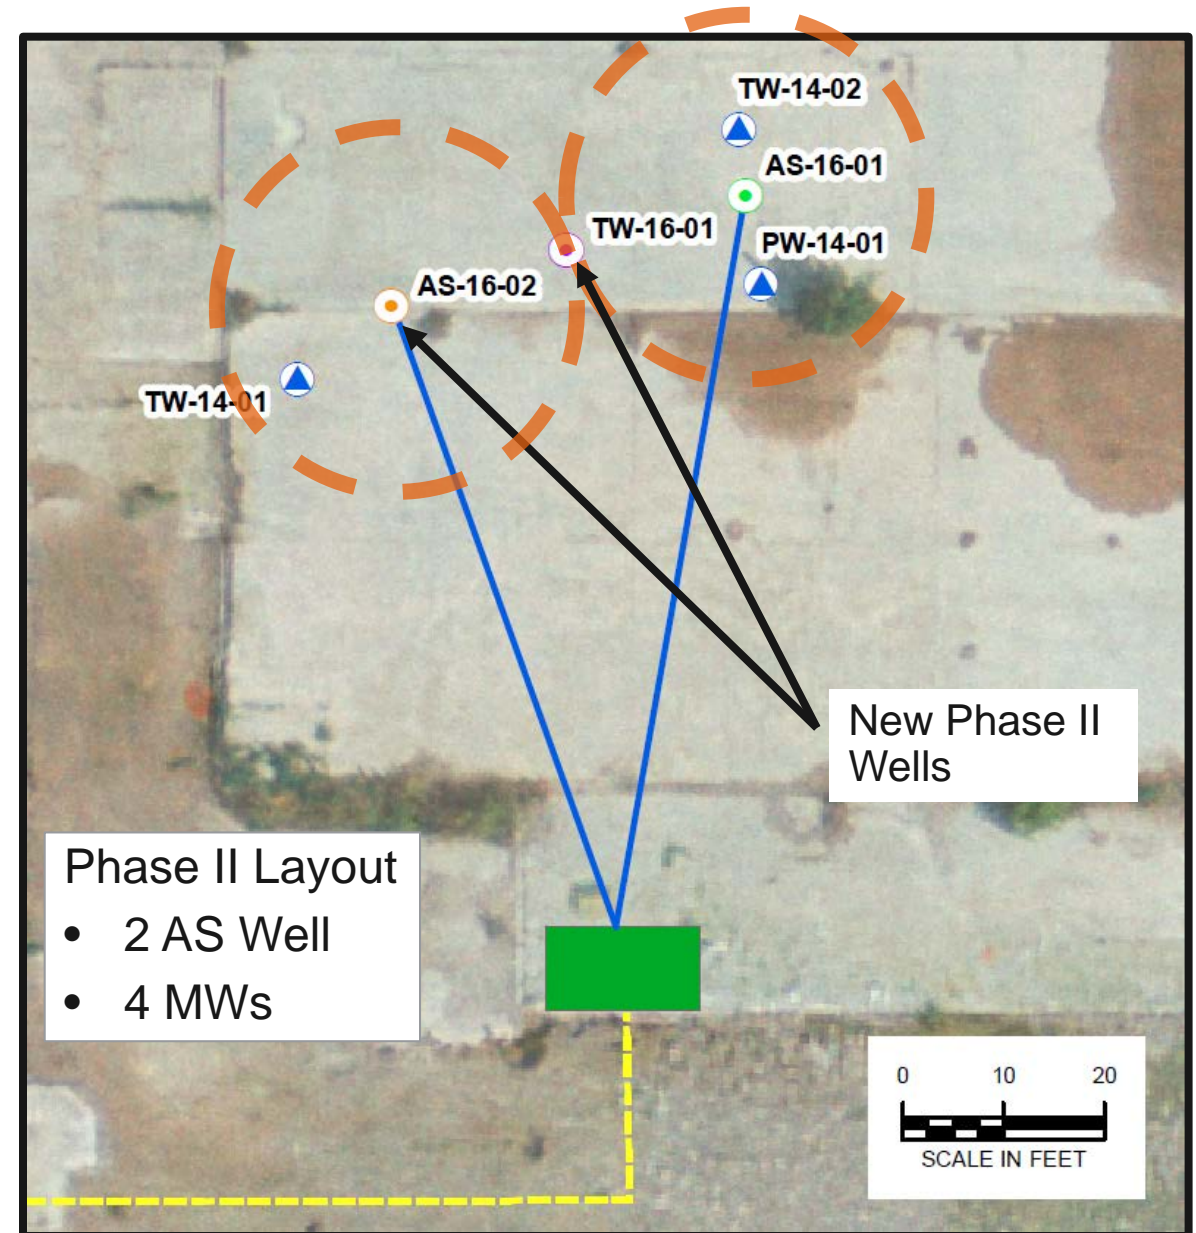 TW-14-02
AS-16-01
TW-16-01
PW-14-01
AS-16-02
TW-14-01
New Phase II
Wells
Phase II Layout
• 2 AS Well
• 4 MWs
0 10 20
SCALE IN FEET